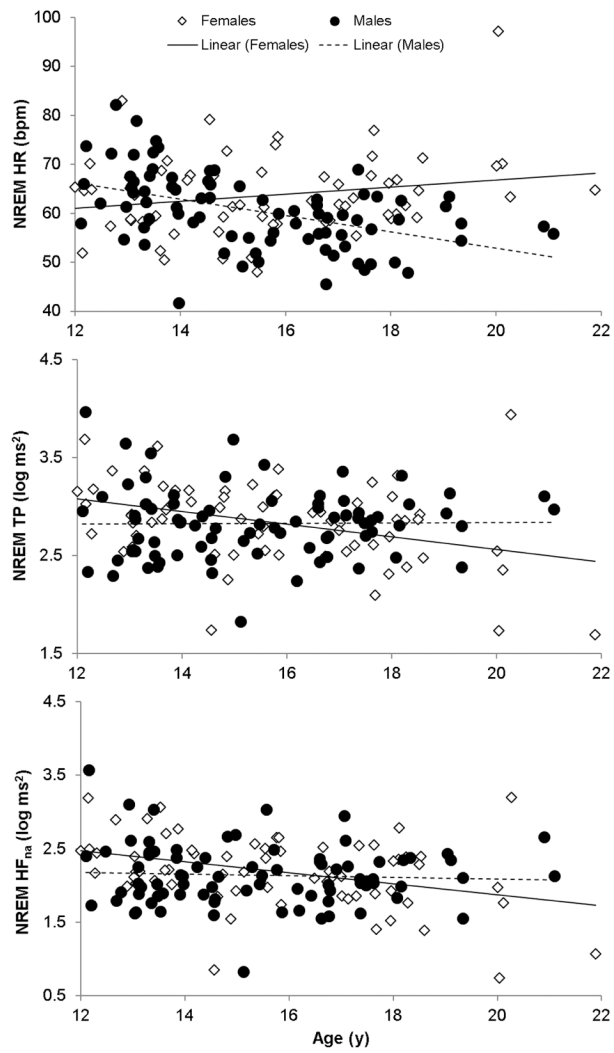 Females Males
Linear (Females) Linear (Males)
100
90
80
70
60
50
40
NREM HR (bpm)
12 14 16 18 20 22
4.5
3.5
2.5
1.5
NREM TP (log ms²)
12 14 16 18 20 22
4.5
3.5
2.5
1.5
0.5
NREM HFna (log ms²)
12 14 16 18 20 22
Age (y)